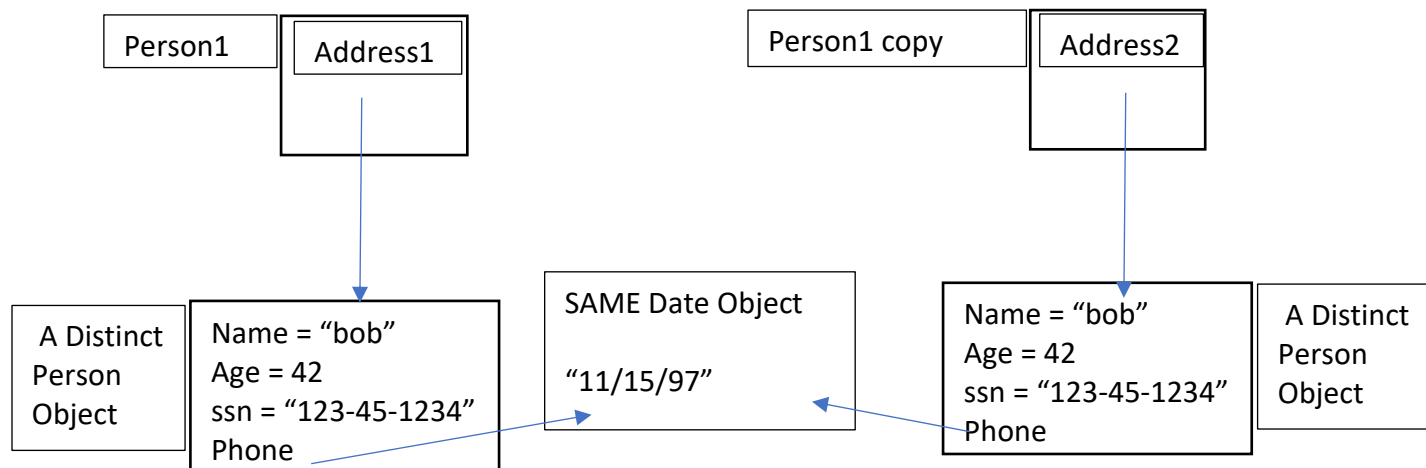 Person1
Address1
Person1 copy
Address2
A Distinct
Person
Object
Name = “bob”
Age = 42
ssn = “123-45-1234”
Phone
SAME Date Object
“11/15/97”
Name = “bob”
Age = 42
ssn = “123-45-1234”
Phone
A Distinct
Person
Object